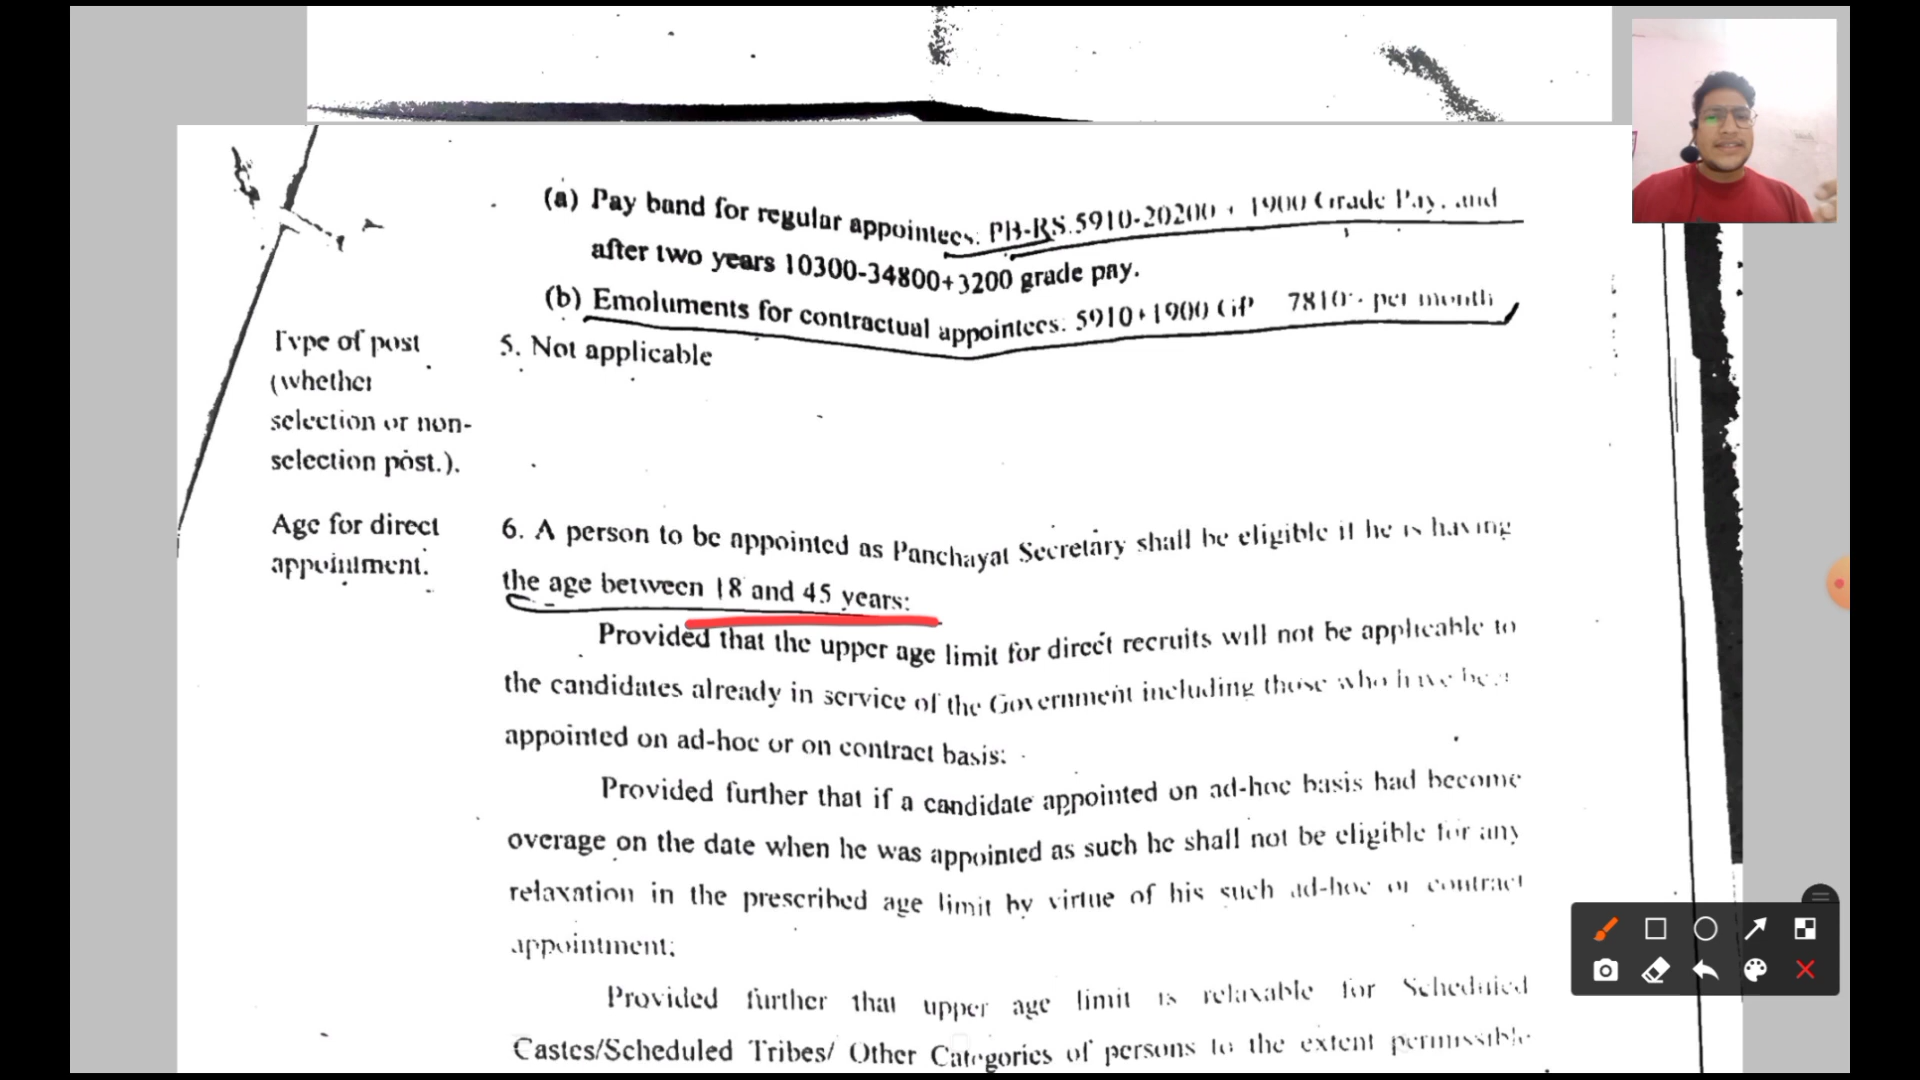 (a) Pay band for regular appointees: PB-RS.5910-20200 + 1900 Grade Pay. and
after two years 10300-34800+3200 grade pay.
(b) Emoluments for contractual appointees: 5910+1900 GP 7810/- per month
Type of post
(whether
selection or non-
selection post.).
5. Not applicable
Age for direct
appointment.
6. A person to be appointed as Panchayat Secretary shall be eligible if he is having
the age between 18 and 45 years:
Provided that the upper age limit for direct recruits will not be applicable to
the candidates already in service of the Government including those who have been
appointed on ad-hoc or on contract basis:
Provided further that if a candidate appointed on ad-hoc basis had become
overage on the date when he was appointed as such he shall not be eligible for any
relaxation in the prescribed age limit by virtue of his such ad-hoc or contract
appointment:
Provided further that upper age limit is relaxable for Scheduled
Castes/Scheduled Tribes/ Other Categories of persons to the extent permissible